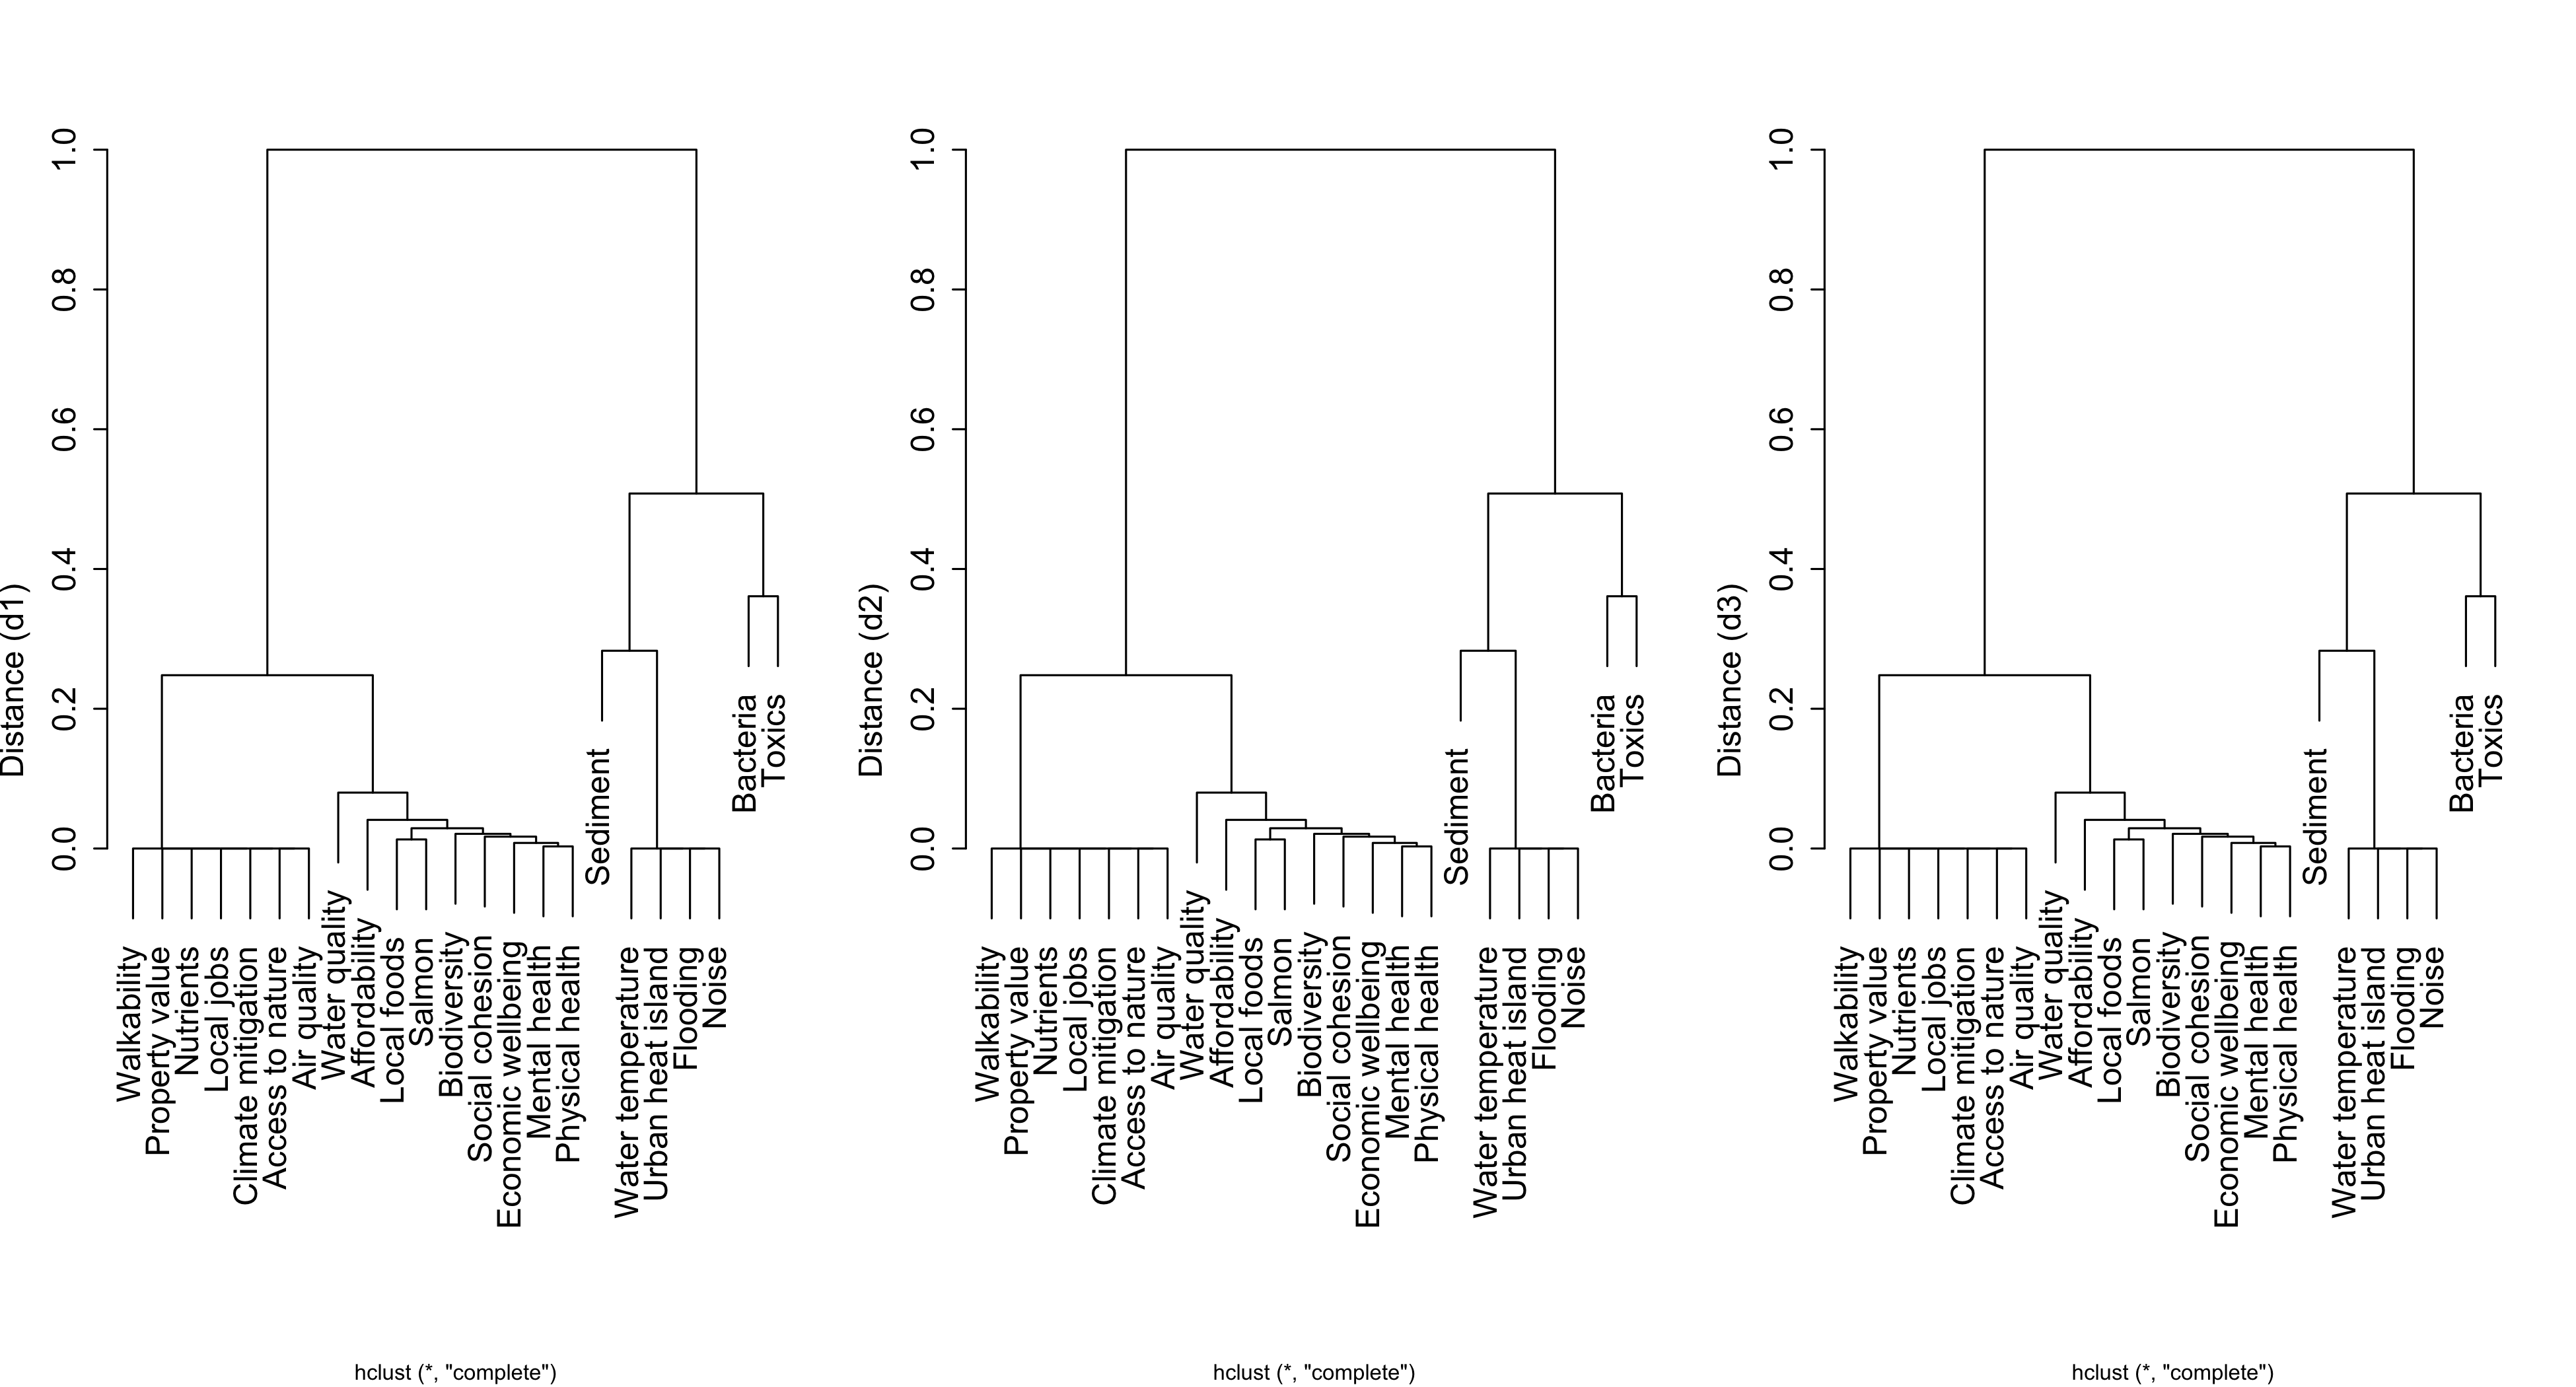 Distance (d1)
1.0
0.8
0.6
0.4
0.2
0.0
Walkability
Property value
Nutrients
Local jobs
Climate mitigation
Access to nature
Air quality
Water quality
Affordability
Local foods
Salmon
Biodiversity
Social cohesion
Economic wellbeing
Mental health
Physical health
Sediment
Water temperature
Urban heat island
Flooding
Noise
Bacteria
Toxics
hclust (*, "complete")
Distance (d2)
1.0
0.8
0.6
0.4
0.2
0.0
Walkability
Property value
Nutrients
Local jobs
Climate mitigation
Access to nature
Air quality
Water quality
Affordability
Local foods
Salmon
Biodiversity
Social cohesion
Economic wellbeing
Mental health
Physical health
Sediment
Water temperature
Urban heat island
Flooding
Noise
Bacteria
Toxics
hclust (*, "complete")
Distance (d3)
1.0
0.8
0.6
0.4
0.2
0.0
Walkability
Property value
Nutrients
Local jobs
Climate mitigation
Access to nature
Air quality
Water quality
Affordability
Local foods
Salmon
Biodiversity
Social cohesion
Economic wellbeing
Mental health
Physical health
Sediment
Water temperature
Urban heat island
Flooding
Noise
Bacteria
Toxics
hclust (*, "complete")